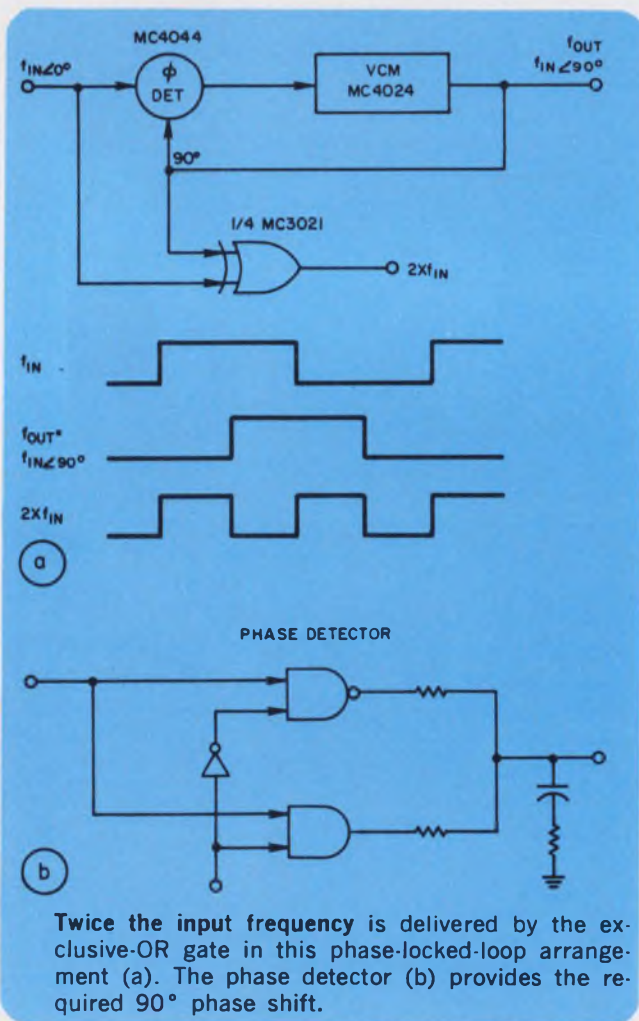 MC4044
fIN∠0°
φ
DET
VCM
MC4024
fOUT
fIN∠90°
90°
1/4 MC3021
2XfIN
fIN
fOUT*
fIN∠90°
2XfIN
a
PHASE DETECTOR
b
Twice the input frequency is delivered by the ex-
clusive-OR gate in this phase-locked-loop arrange-
ment (a). The phase detector (b) provides the re-
quired 90° phase shift.